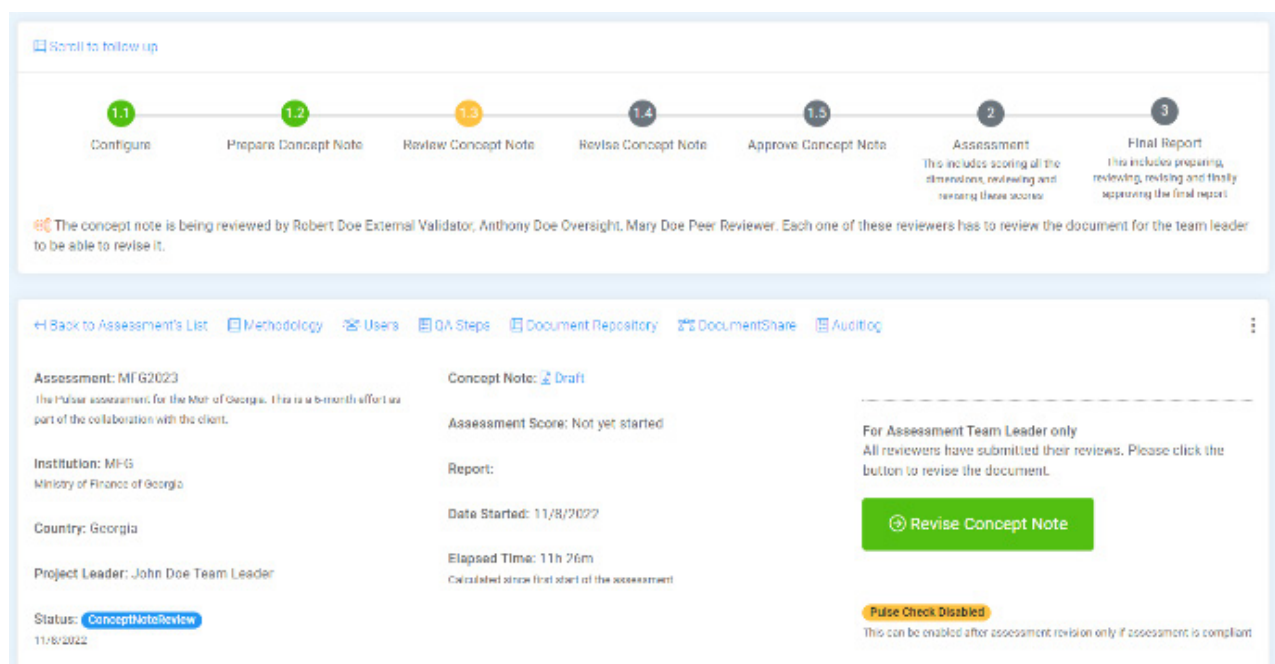 Scroll to follow up
1.1 1.2 1.3 1.4 1.5 2 3
Configure Prepare Concept Note Review Concept Note Revise Concept Note Approve Concept Note Assessment Final Report
This includes scoring all the
dimensions, reviewing and
revising these scores
This includes preparing,
reviewing, revising and finally
approving the final report
The concept note is being reviewed by Robert Doe External Validator, Anthony Doe Oversight, Mary Doe Peer Reviewer. Each one of these reviewers has to review the document for the team leader
to be able to revise it.
Back to Assessment's List Methodology Users QA Steps Document Repository DocumentShare Auditlog
Assessment: MFG2023
The Pulsar assessment for the MoF of Georgia. This is a 6-month effort as
part of the collaboration with the client.
Institution: MFG
Ministry of Finance of Georgia
Country: Georgia
Project Leader: John Doe Team Leader
Status: ConceptNoteReview
11/8/2022
Concept Note: Draft
Assessment Score: Not yet started
Report:
Date Started: 11/8/2022
Elapsed Time: 11h 26m
Calculated since first start of the assessment
For Assessment Team Leader only
All reviewers have submitted their reviews. Please click the
button to revise the document.
Revise Concept Note
Pulse Check Disabled
This can be enabled after assessment revision only if assessment is compliant